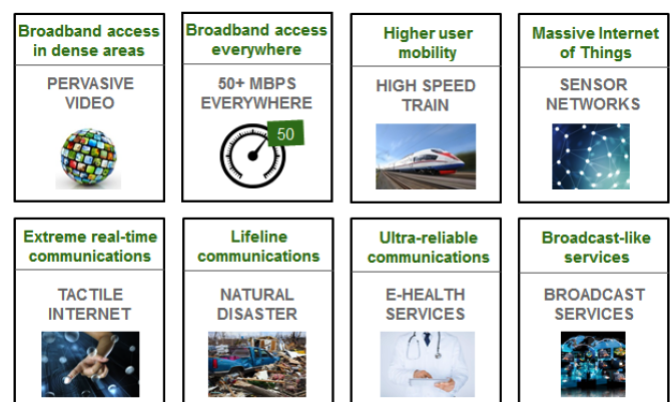 Broadband access
in dense areas
PERVASIVE
VIDEO
Broadband access
everywhere
50+ MBPS
EVERYWHERE
50
Higher user
mobility
HIGH SPEED
TRAIN
Massive Internet
of Things
SENSOR
NETWORKS
Extreme real-time
communications
TACTILE
INTERNET
Lifeline
communications
NATURAL
DISASTER
Ultra-reliable
communications
E-HEALTH
SERVICES
Broadcast-like
services
BROADCAST
SERVICES